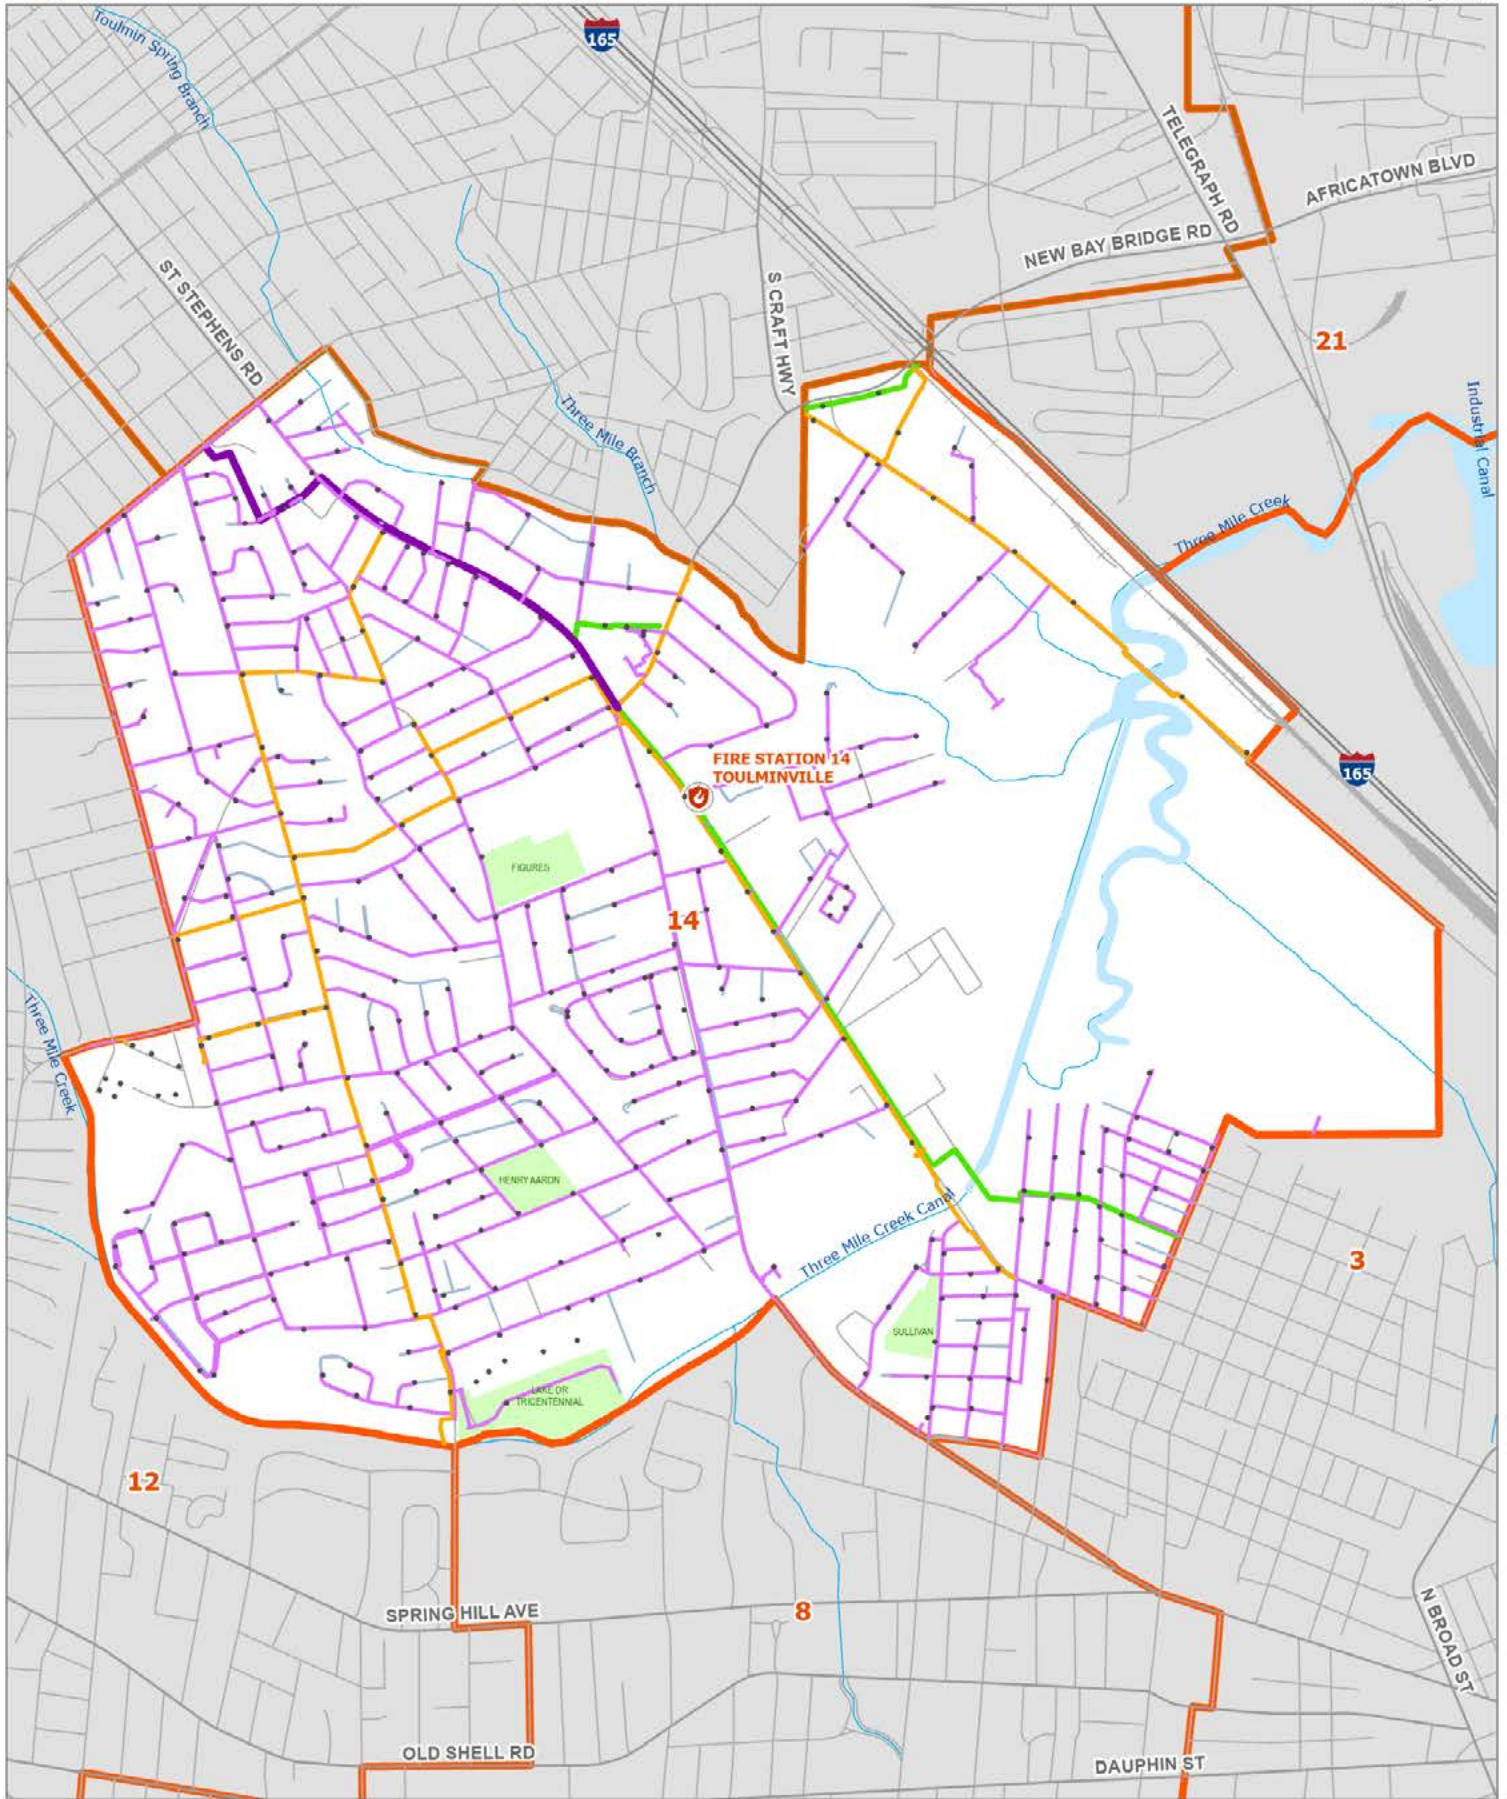 Toulmin Spring Branch
165
TELEGRAPH RD
AFRICATOWN BLVD
NEW BAY BRIDGE RD
ST STEPHENS RD
S CRAFT HWY
21
Industrial Canal
Three Mile Branch
Three Mile Creek
FIRE STATION 14
TOULMINVILLE
165
FIGURES
14
Three Mile Creek
HENRY AARON
Three Mile Creek Canal
3
SULLIVAN
LAKE DR
TRICENTENNIAL
12
SPRING HILL AVE
8
N BROAD ST
OLD SHELL RD
DAUPHIN ST